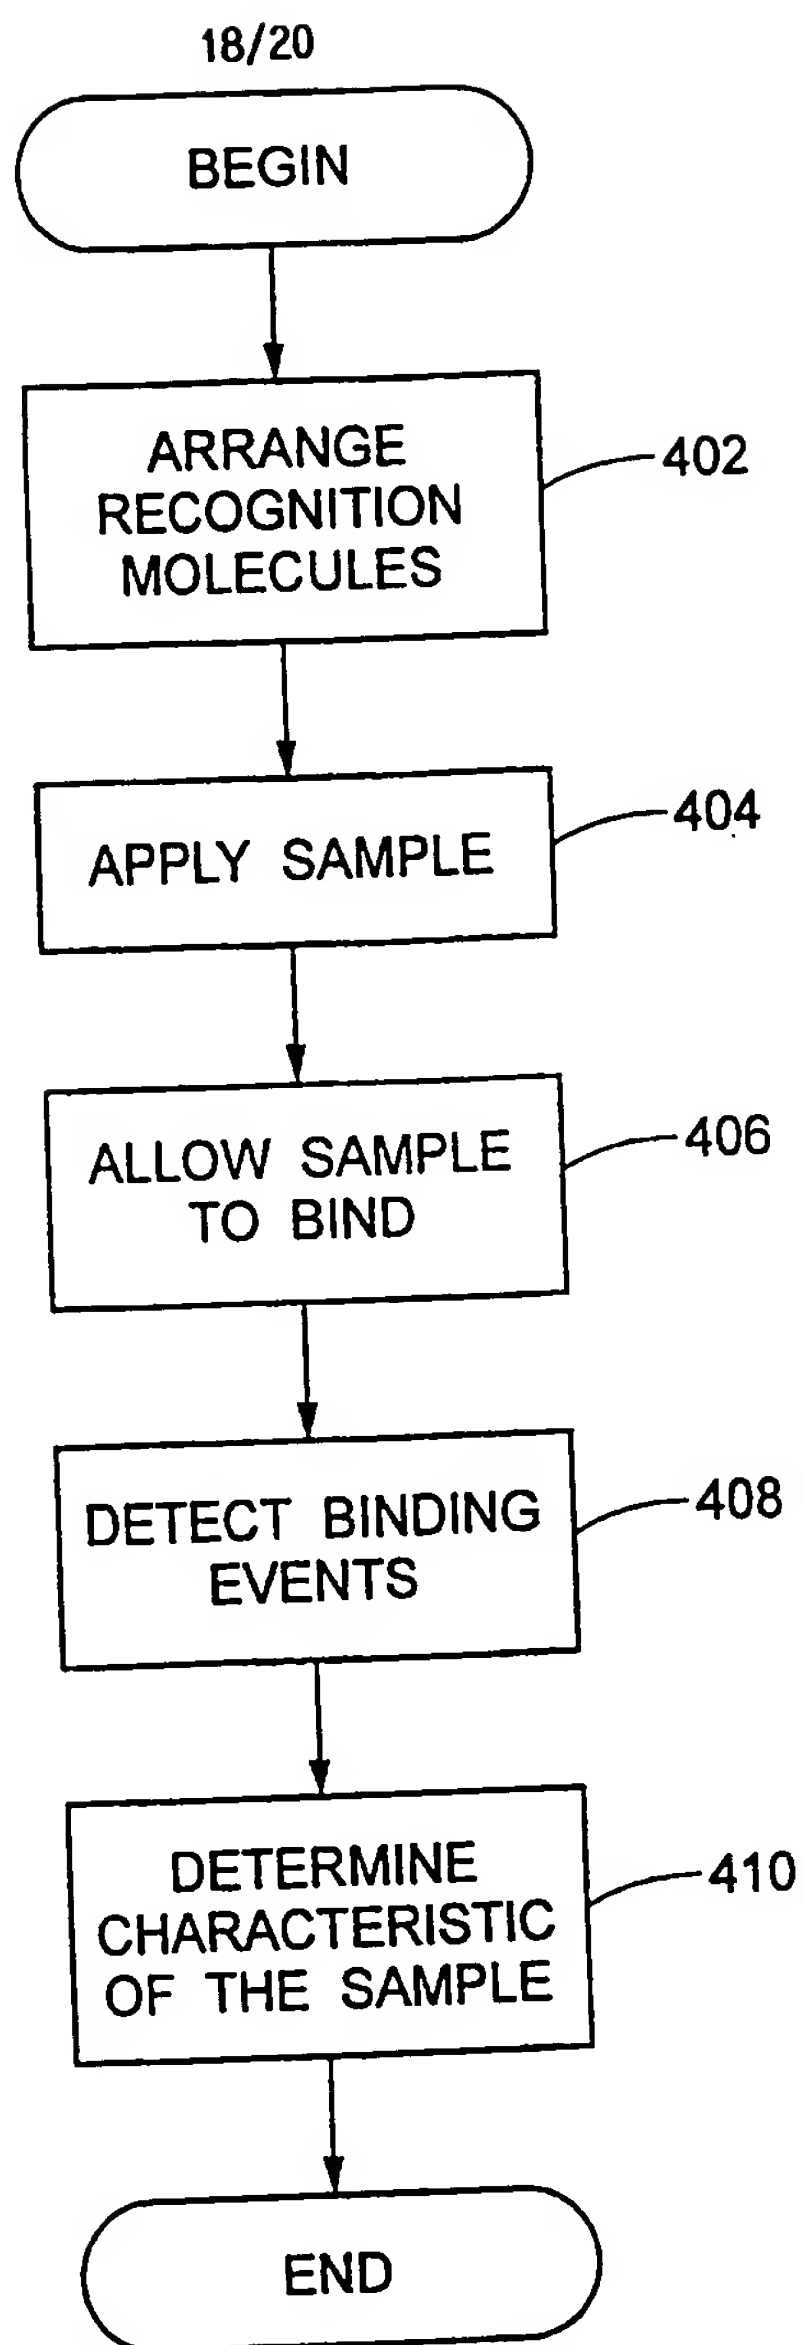 18/20
BEGIN
ARRANGE
RECOGNITION
MOLECULES
402
APPLY SAMPLE
404
ALLOW SAMPLE
TO BIND
406
DETECT BINDING
EVENTS
408
DETERMINE
CHARACTERISTIC
OF THE SAMPLE
410
END